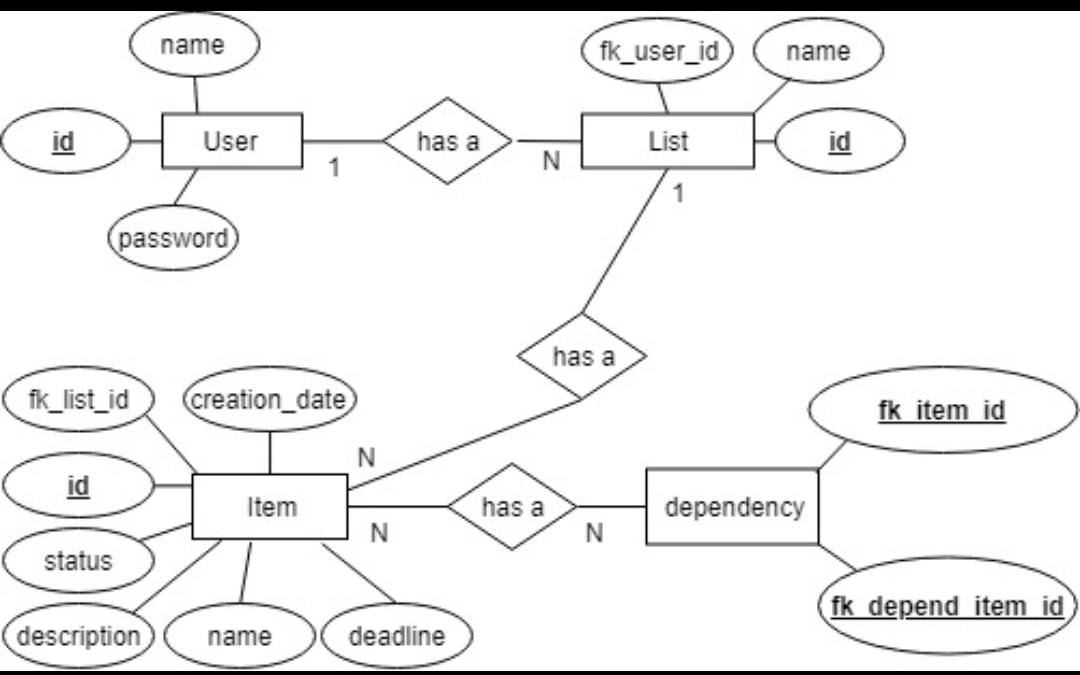 name
fk_user_id
name
id
User
has a
List
id
1
N
1
password
has a
fk_list_id
creation_date
fk_item_id
N
id
Item
has a
dependency
N
N
status
description
name
deadline
fk_depend_item_id